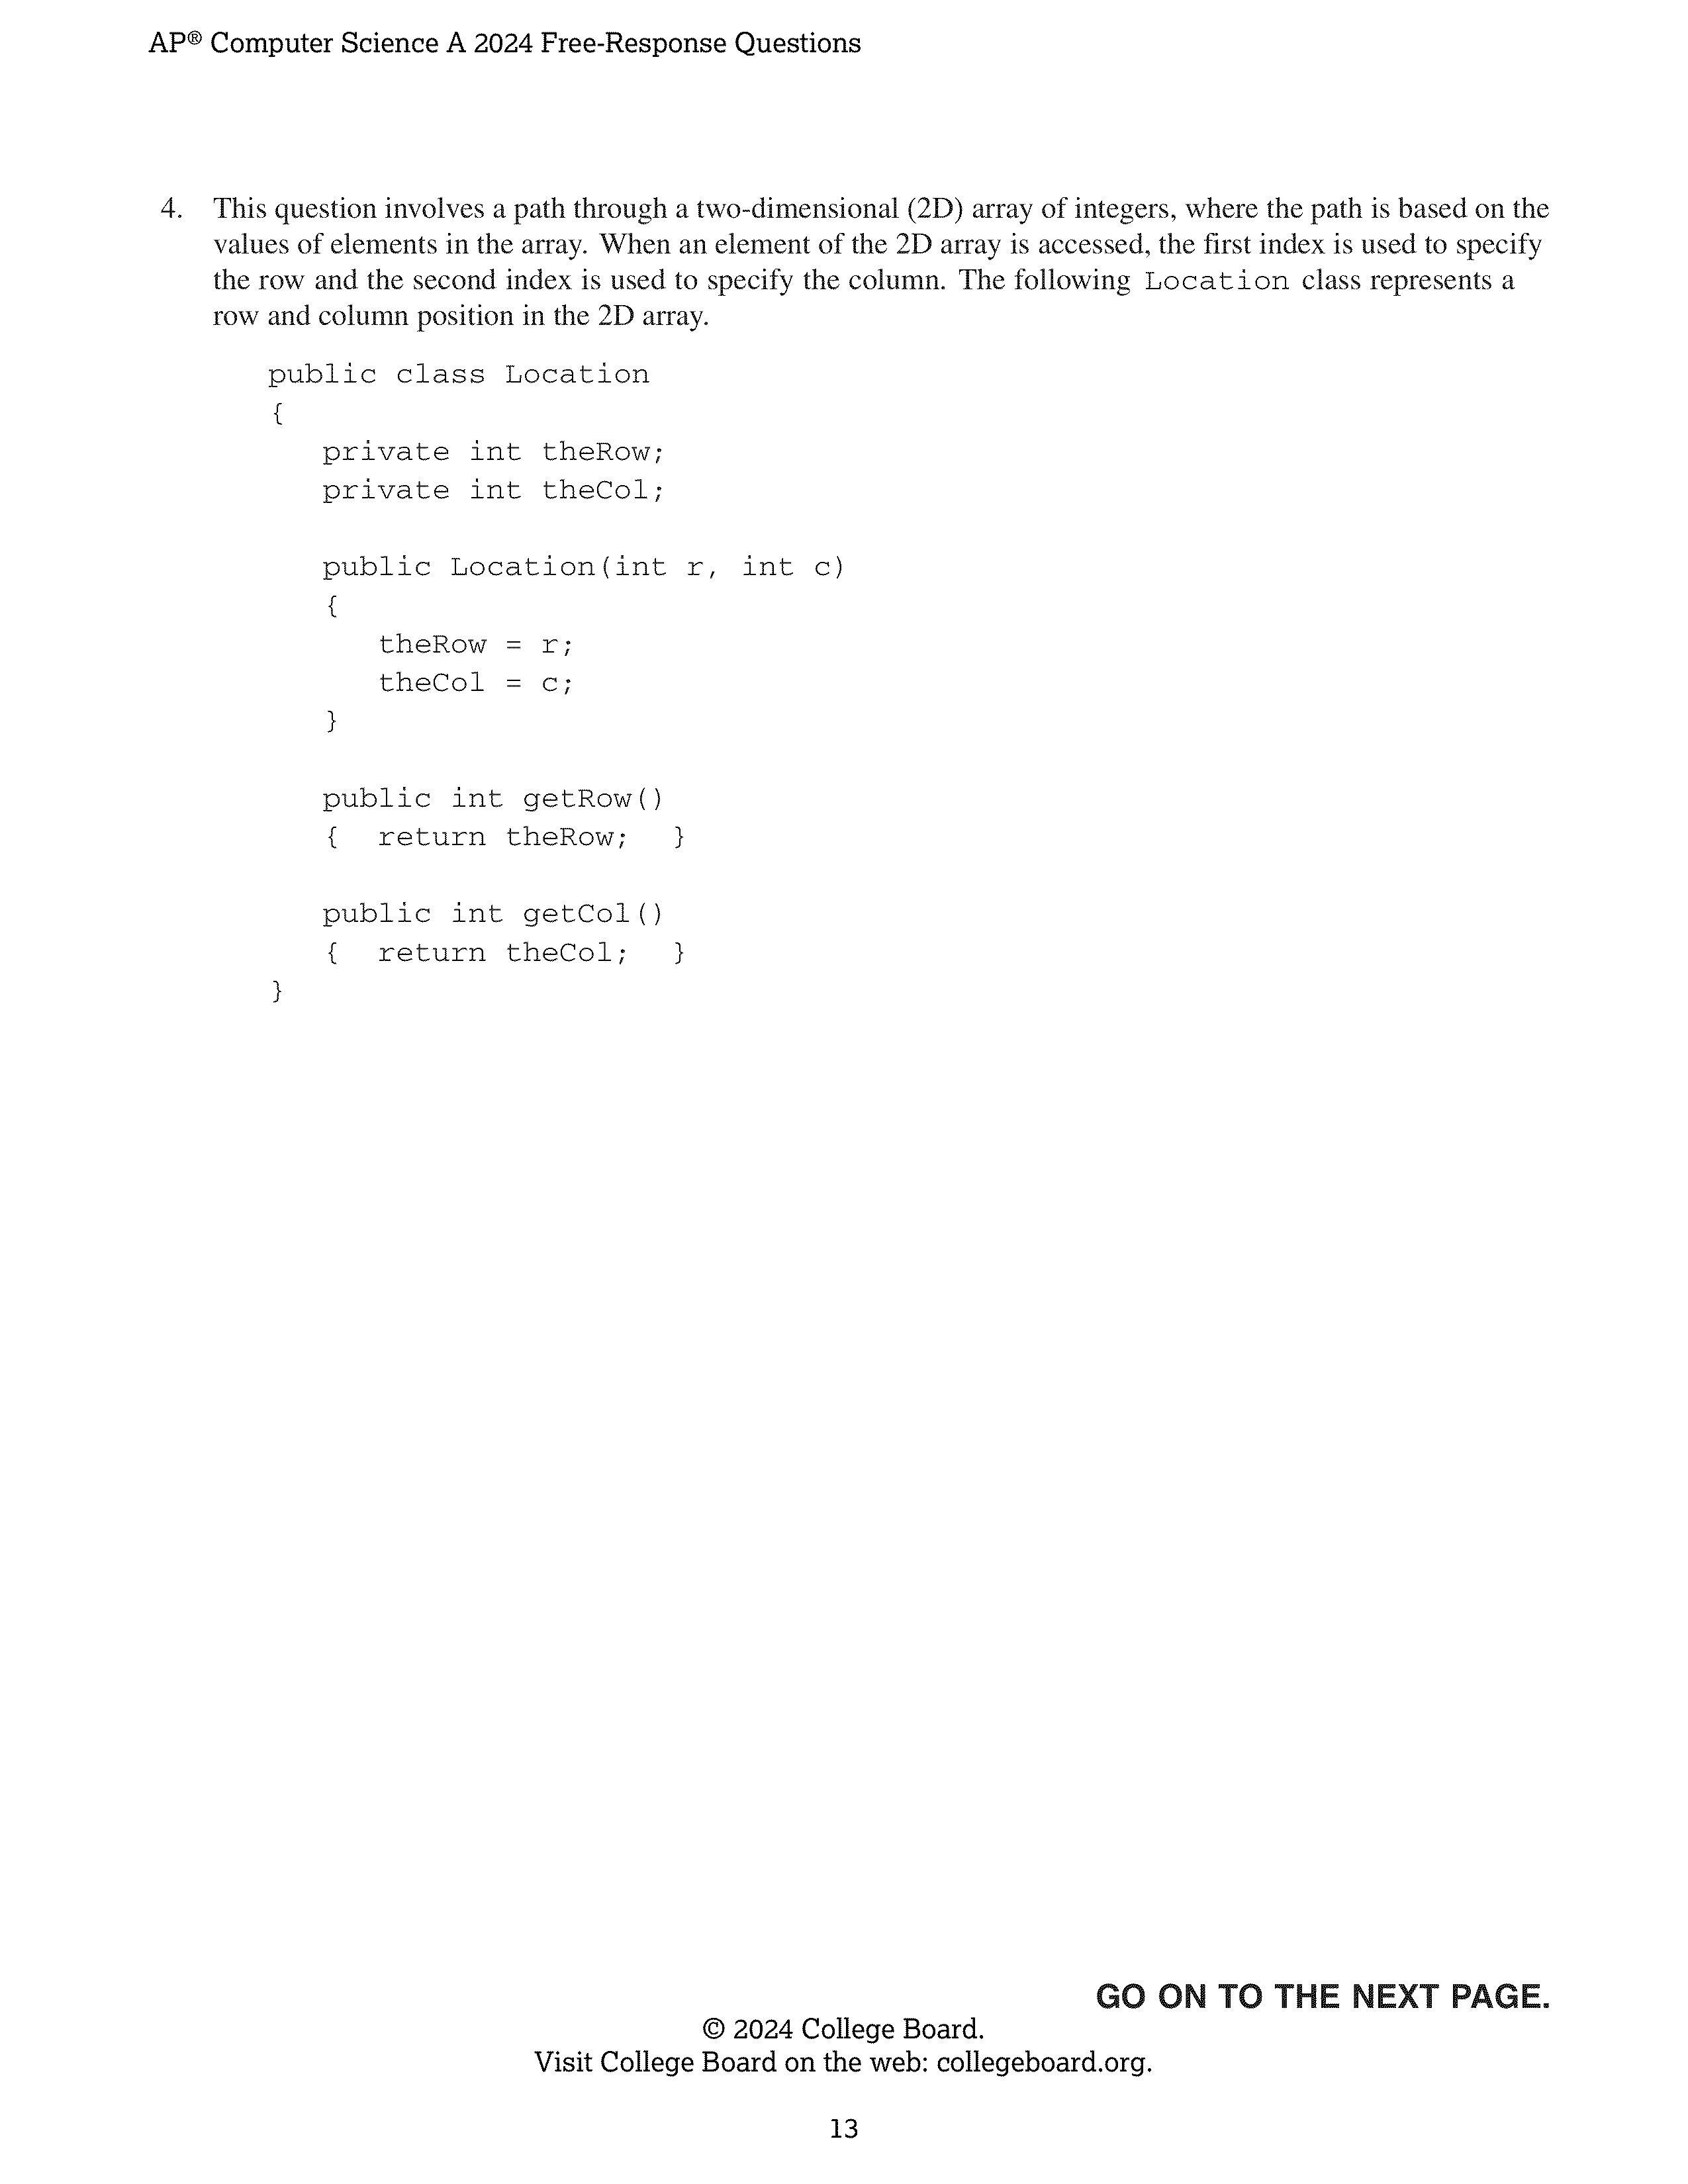 AP® Computer Science A 2024 Free-Response Questions
4. This question involves a path through a two-dimensional (2D) array of integers, where the path is based on the
values of elements in the array. When an element of the 2D array is accessed, the first index is used to specify
the row and the second index is used to specify the column. The following Location class represents a
row and column position in the 2D array.
public class Location
{
private int theRow;
private int theCol;
public Location(int r, int c)
{
theRow = r;
theCol = c;
}
public int getRow()
{ return theRow; }
public int getCol()
{ return theCol; }
}
GO ON TO THE NEXT PAGE.
© 2024 College Board.
Visit College Board on the web: collegeboard.org.
13